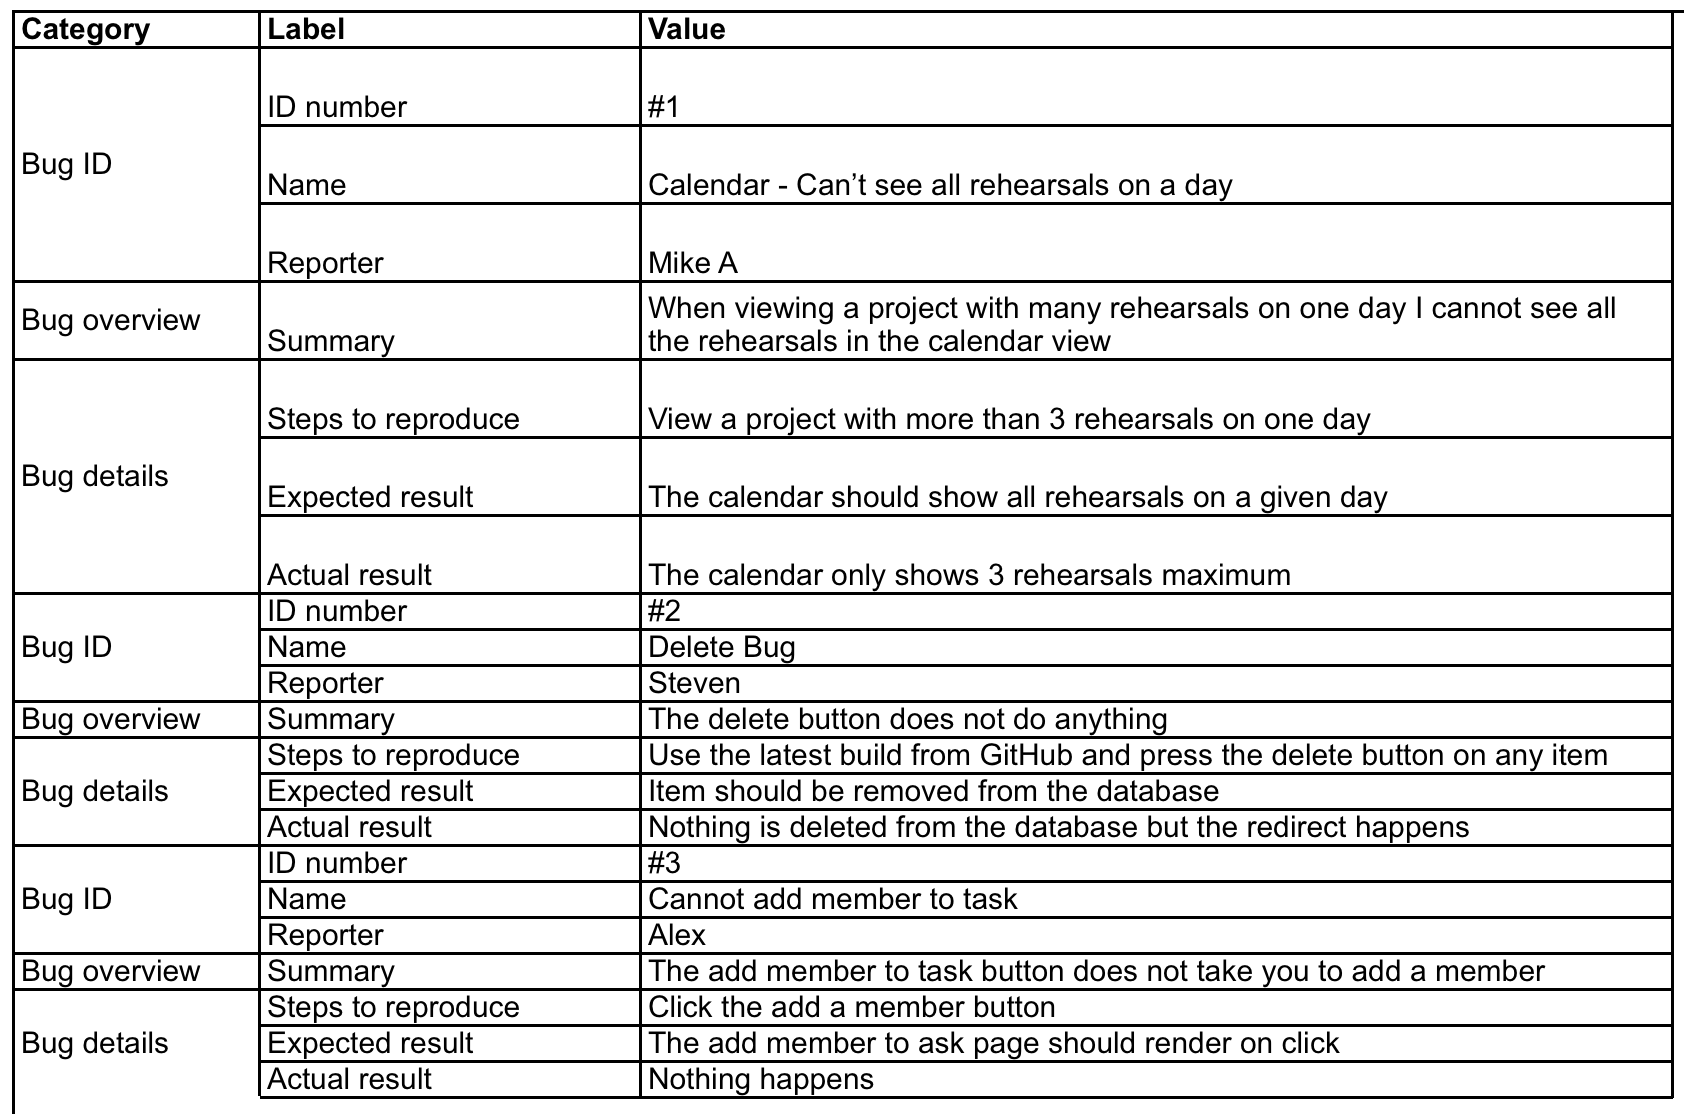 Category Label Value
Bug ID
ID number #1
Name Calendar - Can’t see all rehearsals on a day
Reporter Mike A
Bug overview
Summary
When viewing a project with many rehearsals on one day I cannot see all
the rehearsals in the calendar view
Bug details
Steps to reproduce View a project with more than 3 rehearsals on one day
Expected result The calendar should show all rehearsals on a given day
Actual result The calendar only shows 3 rehearsals maximum
Bug ID
ID number #2
Name Delete Bug
Reporter Steven
Bug overview Summary The delete button does not do anything
Bug details
Steps to reproduce Use the latest build from GitHub and press the delete button on any item
Expected result Item should be removed from the database
Actual result Nothing is deleted from the database but the redirect happens
Bug ID
ID number #3
Name Cannot add member to task
Reporter Alex
Bug overview Summary The add member to task button does not take you to add a member
Bug details
Steps to reproduce Click the add a member button
Expected result The add member to ask page should render on click
Actual result Nothing happens